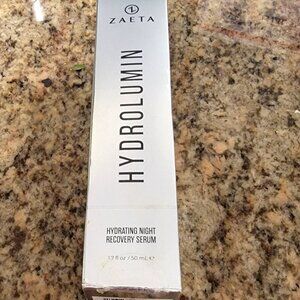 ZAETA
HYDROLUMIN
HYDRATING NIGHT
RECOVERY SERUM
1.7 fl oz / 50 mL ℮